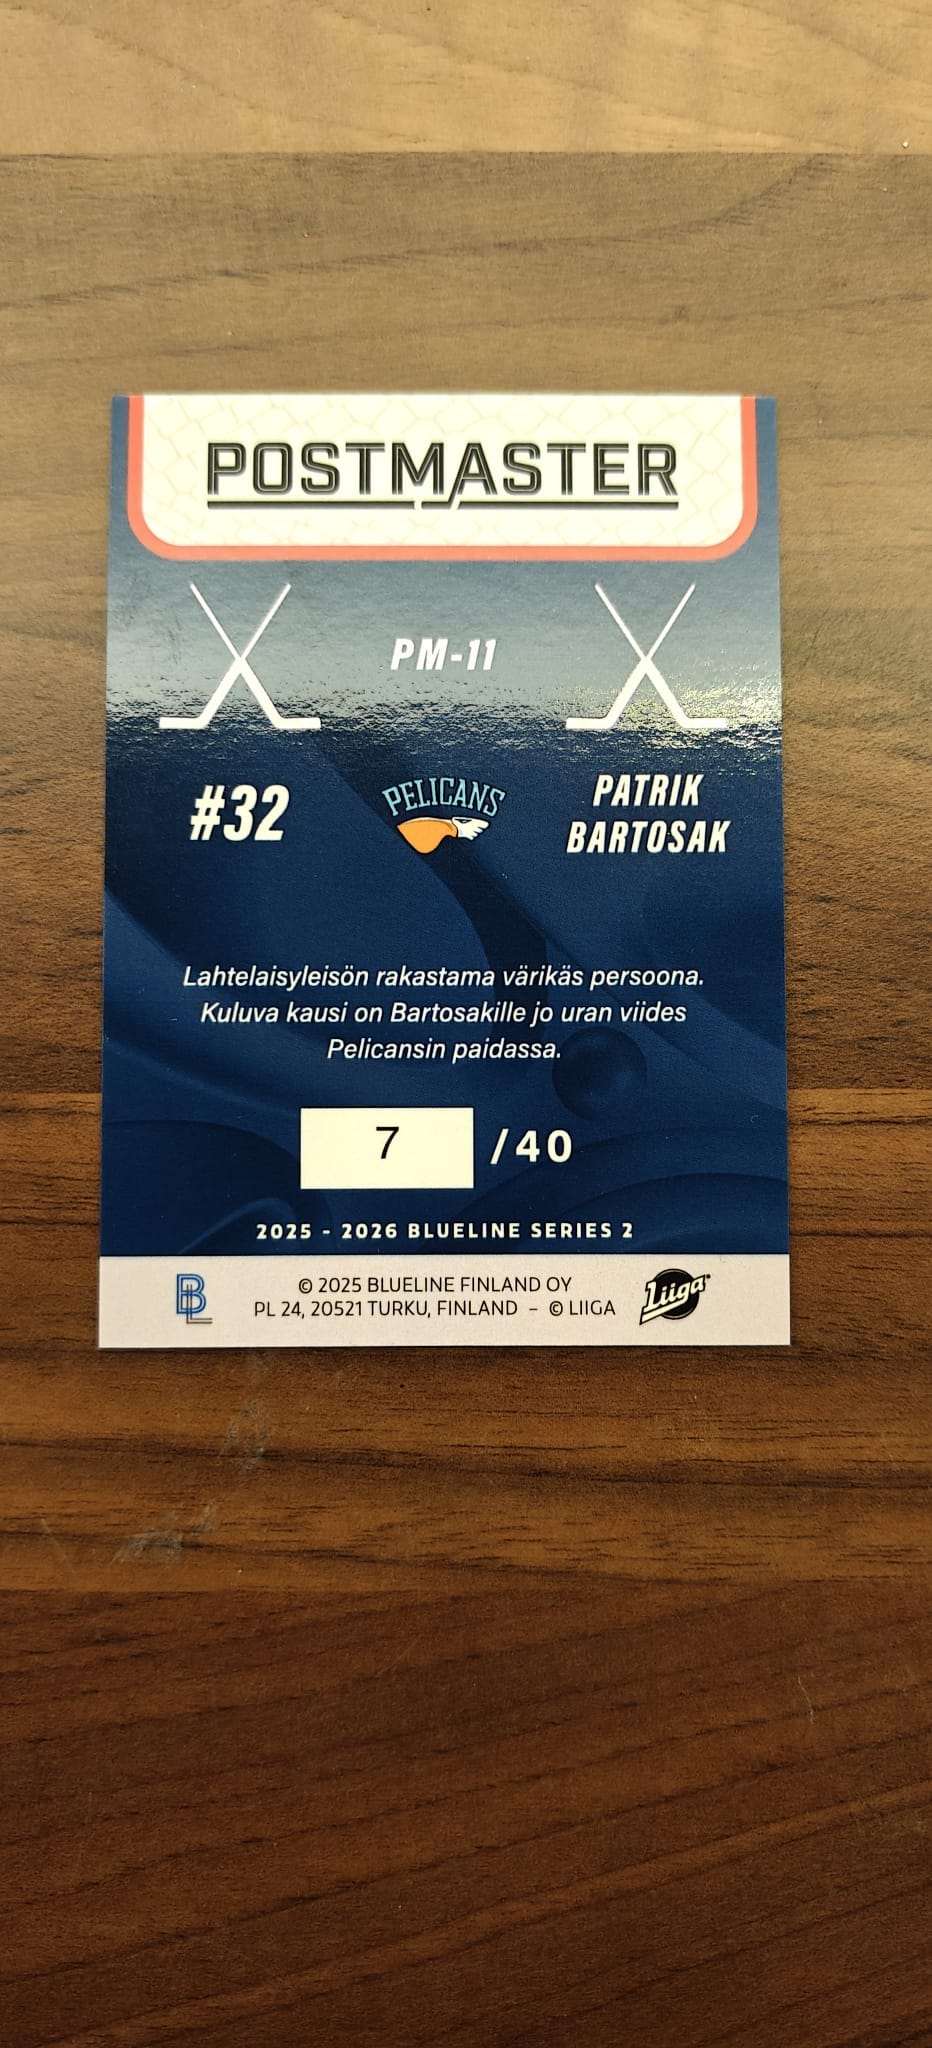 POSTMASTER
PM-11
#32
PELICANS
PATRIK
BARTOSAK
Lahtelaisyleisön rakastama värikäs persoona.
Kuluva kausi on Bartosakille jo uran viides
Pelicansin paidassa.
7 /40
2025 - 2026 BLUELINE SERIES 2
BL
© 2025 BLUELINE FINLAND OY
PL 24, 20521 TURKU, FINLAND - © LIIGA
Liiga